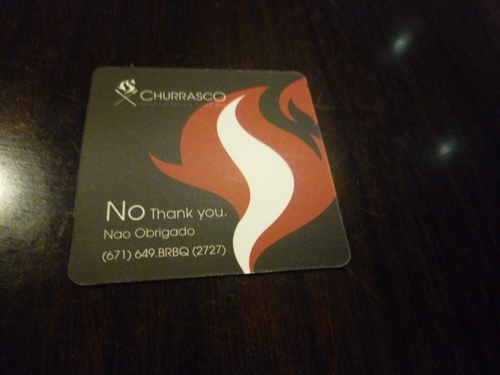 CHURRASCO
No Thank you.
Nao Obrigado
(671) 649.BRBQ (2727)